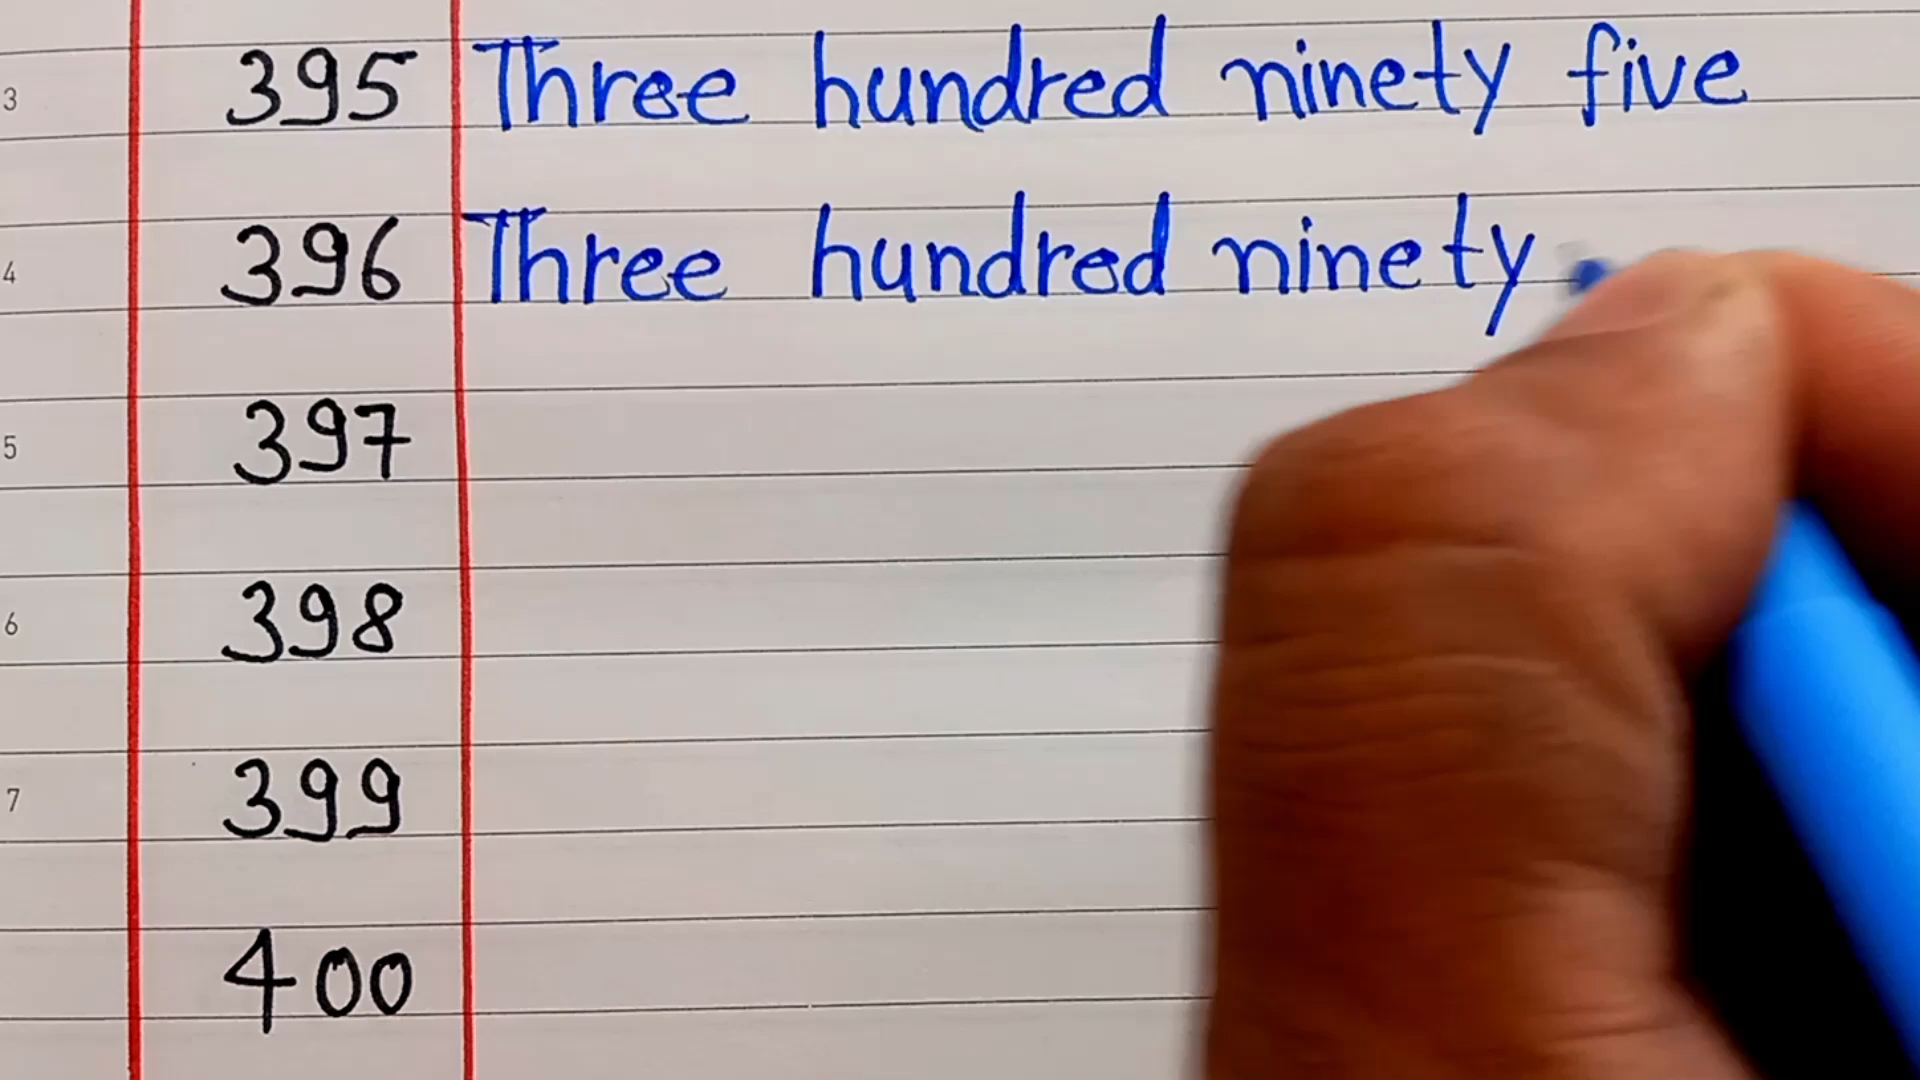 3 395 Three hundred ninety five
4 396 Three hundred ninety
5 397
6 398
7 399
400